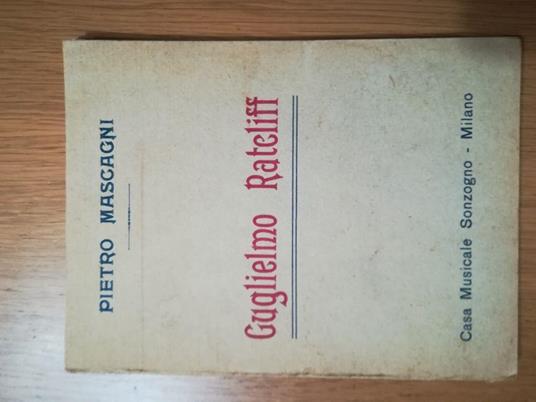 PIETRO MASCAGNI
Guglielmo Ratcliff
Casa Musicale Sonzogno - Milano